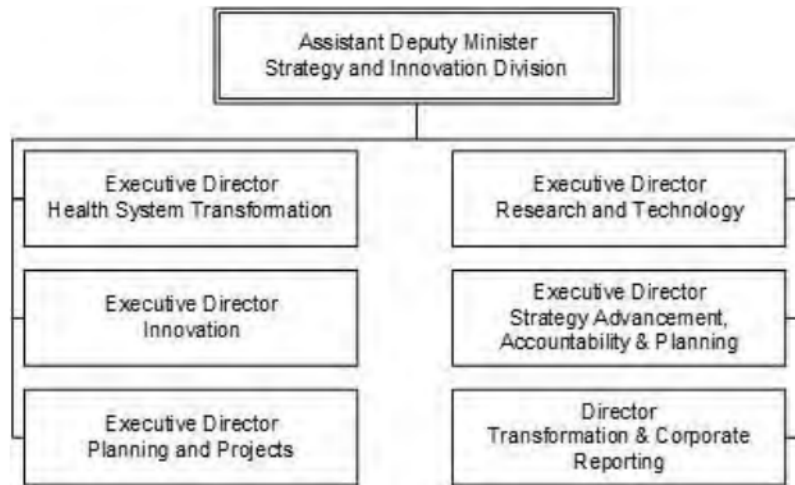 Assistant Deputy Minister
Strategy and Innovation Division
Executive Director
Health System Transformation
Executive Director
Research and Technology
Executive Director
Innovation
Executive Director
Strategy Advancement,
Accountability & Planning
Executive Director
Planning and Projects
Director
Transformation & Corporate
Reporting